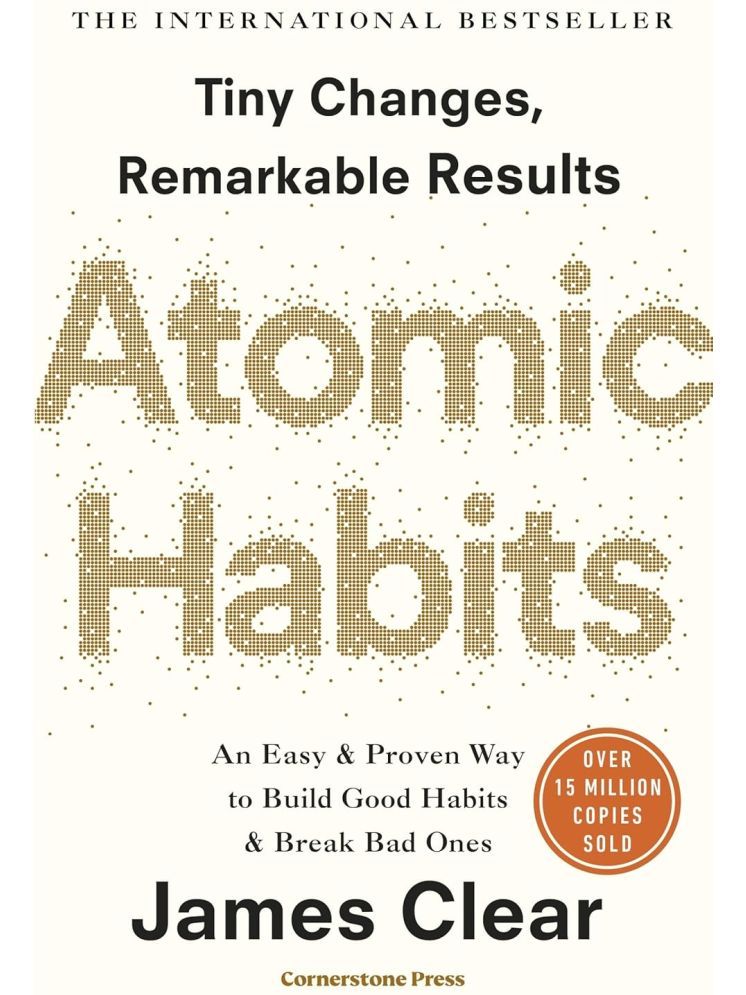 THE INTERNATIONAL BESTSELLER
Tiny Changes,
Remarkable Results
Atomic
Habits
An Easy & Proven Way
to Build Good Habits
& Break Bad Ones
OVER
15 MILLION
COPIES
SOLD
James Clear
Cornerstone Press